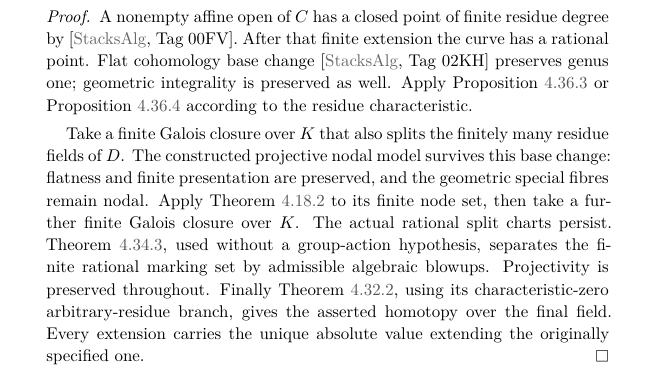 Proof. A nonempty affine open of C has a closed point of finite residue degree
by [StacksAlg, Tag 00FV]. After that finite extension the curve has a rational
point. Flat cohomology base change [StacksAlg, Tag 02KH] preserves genus
one; geometric integrality is preserved as well. Apply Proposition 4.36.3 or
Proposition 4.36.4 according to the residue characteristic.
Take a finite Galois closure over K that also splits the finitely many residue
fields of D. The constructed projective nodal model survives this base change:
flatness and finite presentation are preserved, and the geometric special fibres
remain nodal. Apply Theorem 4.18.2 to its finite node set, then take a fur-
ther finite Galois closure over K. The actual rational split charts persist.
Theorem 4.34.3, used without a group-action hypothesis, separates the fi-
nite rational marking set by admissible algebraic blowups. Projectivity is
preserved throughout. Finally Theorem 4.32.2, using its characteristic-zero
arbitrary-residue branch, gives the asserted homotopy over the final field.
Every extension carries the unique absolute value extending the originally
specified one. □